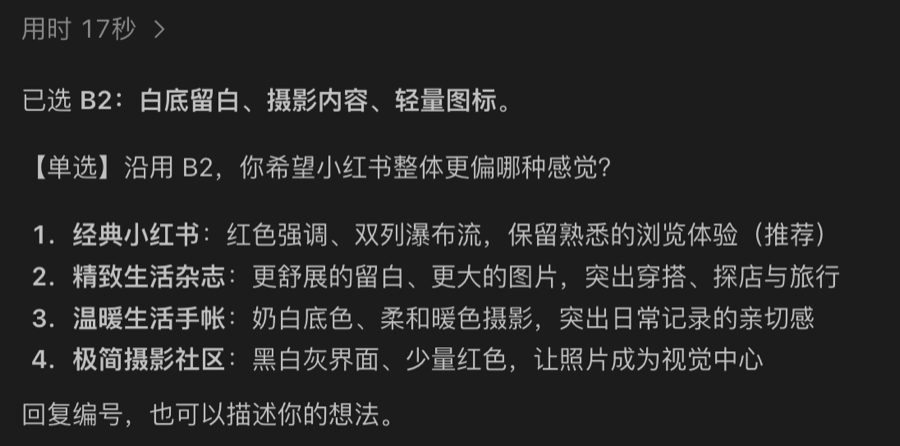 用时 17秒 >
已选 B2：白底留白、摄影内容、轻量图标。
【单选】沿用 B2，你希望小红书整体更偏哪种感觉？
1. 经典小红书：红色强调、双列瀑布流，保留熟悉的浏览体验（推荐）
2. 精致生活杂志：更舒展的留白、更大的图片，突出穿搭、探店与旅行
3. 温暖生活手帐：奶白底色、柔和暖色摄影，突出日常记录的亲切感
4. 极简摄影社区：黑白灰界面、少量红色，让照片成为视觉中心
回复编号，也可以描述你的想法。